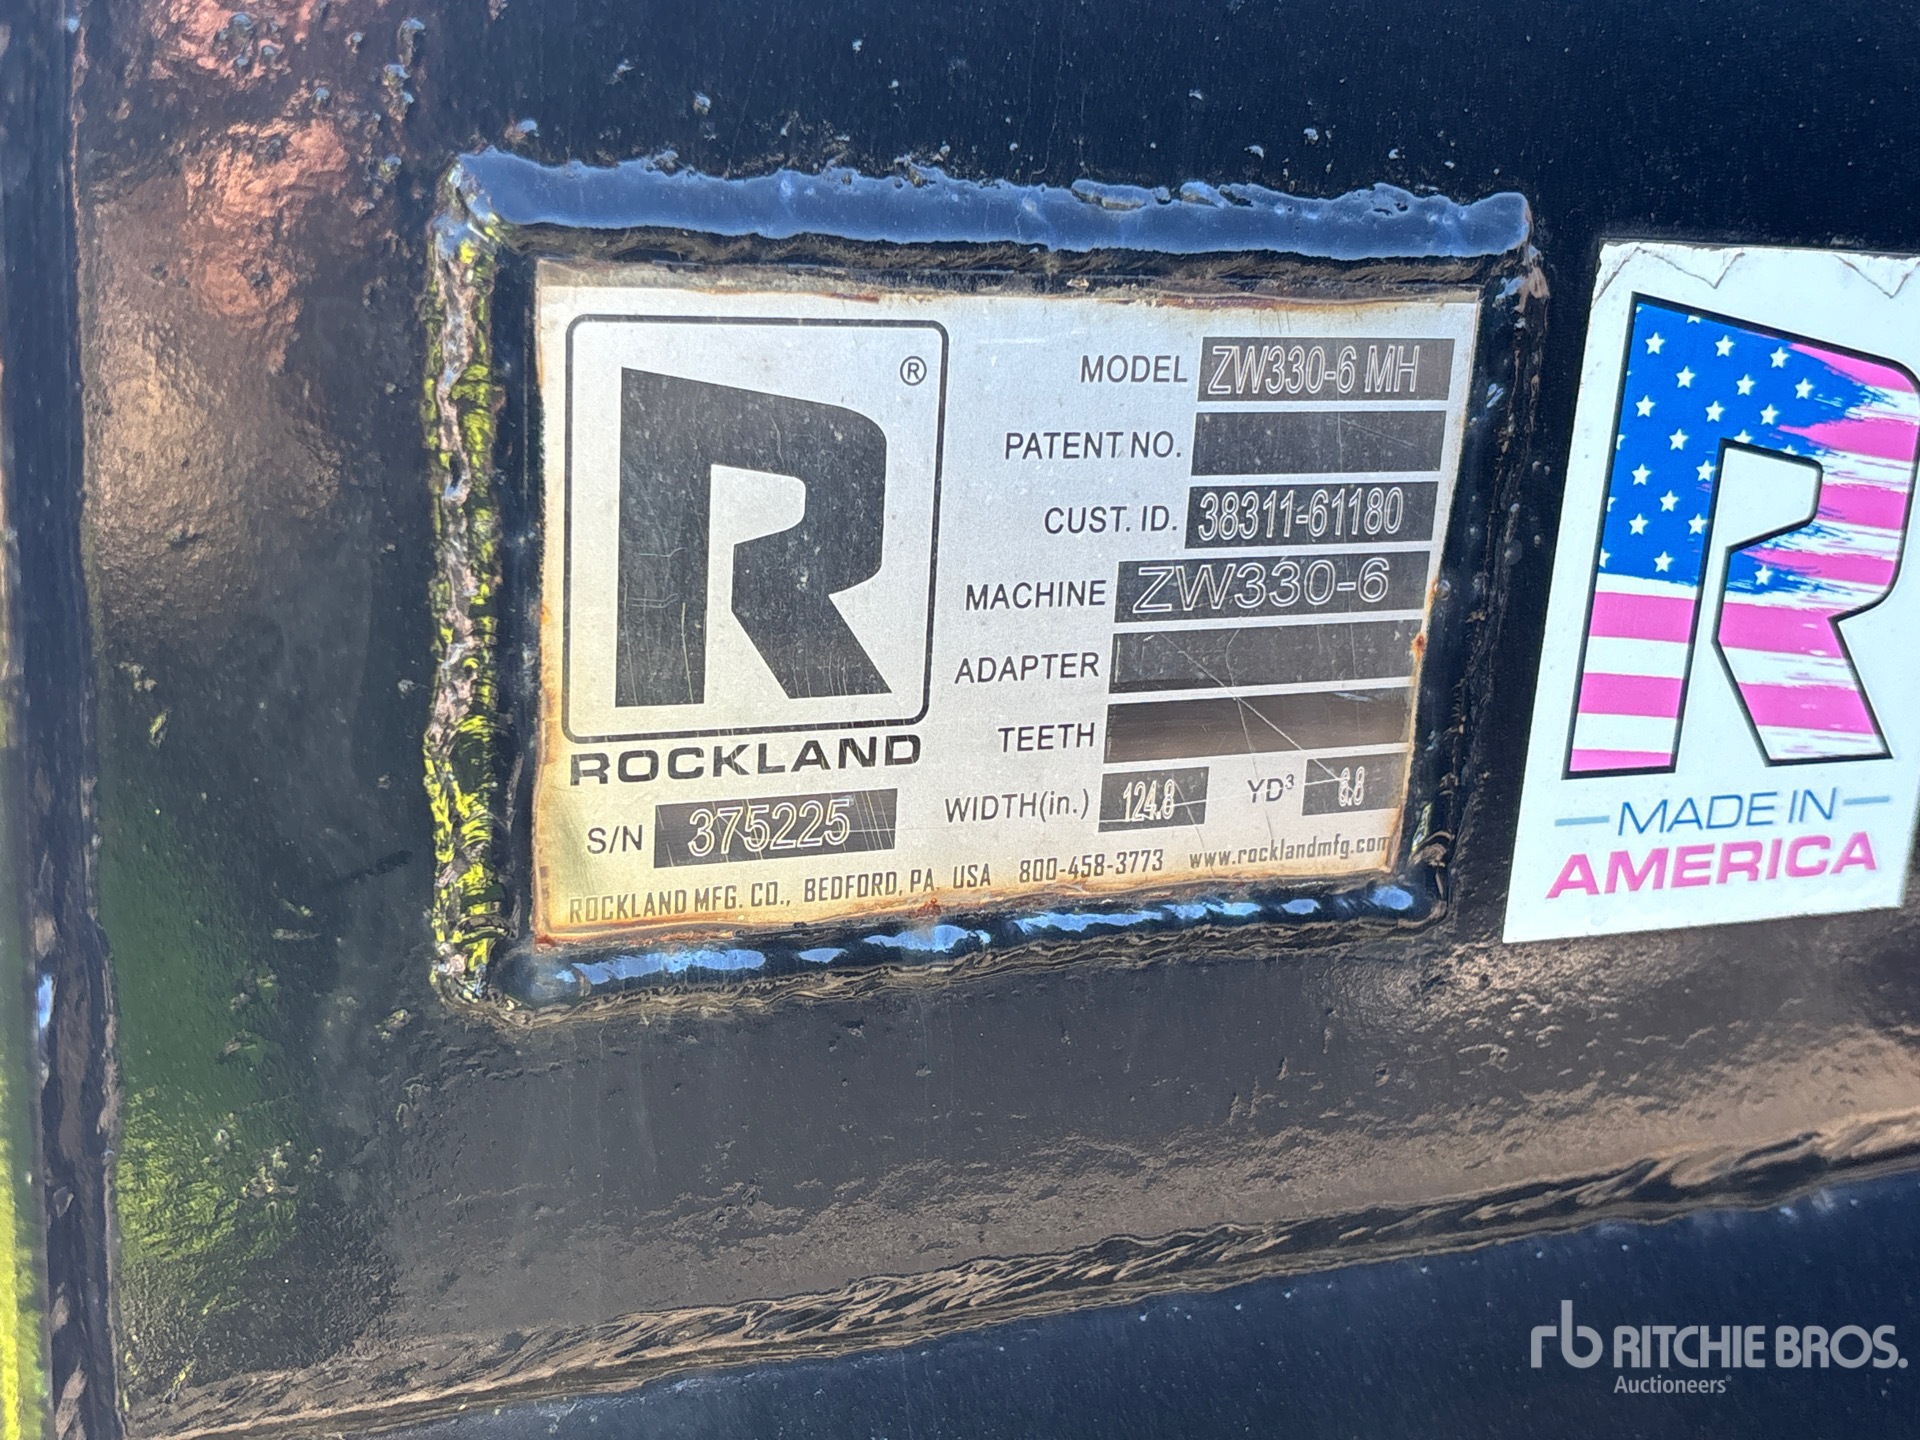 R ®
ROCKLAND
S/N 375225
MODEL ZW330-6 MH
PATENT NO.
CUST. ID. 38311-61180
MACHINE ZW330-6
ADAPTER
TEETH
WIDTH(in.) 124.8 YD³
ROCKLAND MFG. CO., BEDFORD, PA. USA 800-458-3773 www.rocklandmfg.com
R
MADE IN
AMERICA
rb RITCHIE BROS.
Auctioneers